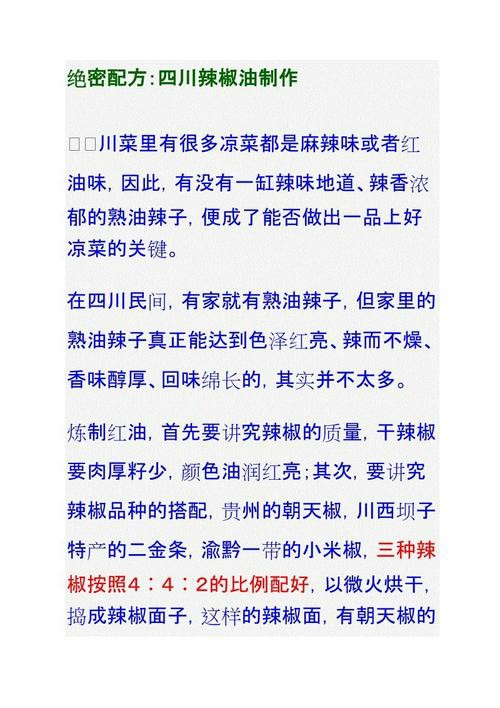 绝密配方:四川辣椒油制作
□□川菜里有很多凉菜都是麻辣味或者红
油味, 因此, 有没有一缸辣味地道、辣香浓
郁的熟油辣子, 便成了能否做出一品上好
凉菜的关键。
在四川民间, 有家就有熟油辣子, 但家里的
熟油辣子真正能达到色泽红亮、辣而不燥、
香味醇厚、回味绵长的, 其实并不太多。
炼制红油, 首先要讲究辣椒的质量, 干辣椒
要肉厚籽少, 颜色油润红亮;其次, 要讲究
辣椒品种的搭配, 贵州的朝天椒, 川西坝子
特产的二金条, 渝黔一带的小米椒, 三种辣
椒按照4∶4∶2的比例配好, 以微火烘干,
捣成辣椒面子, 这样的辣椒面, 有朝天椒的